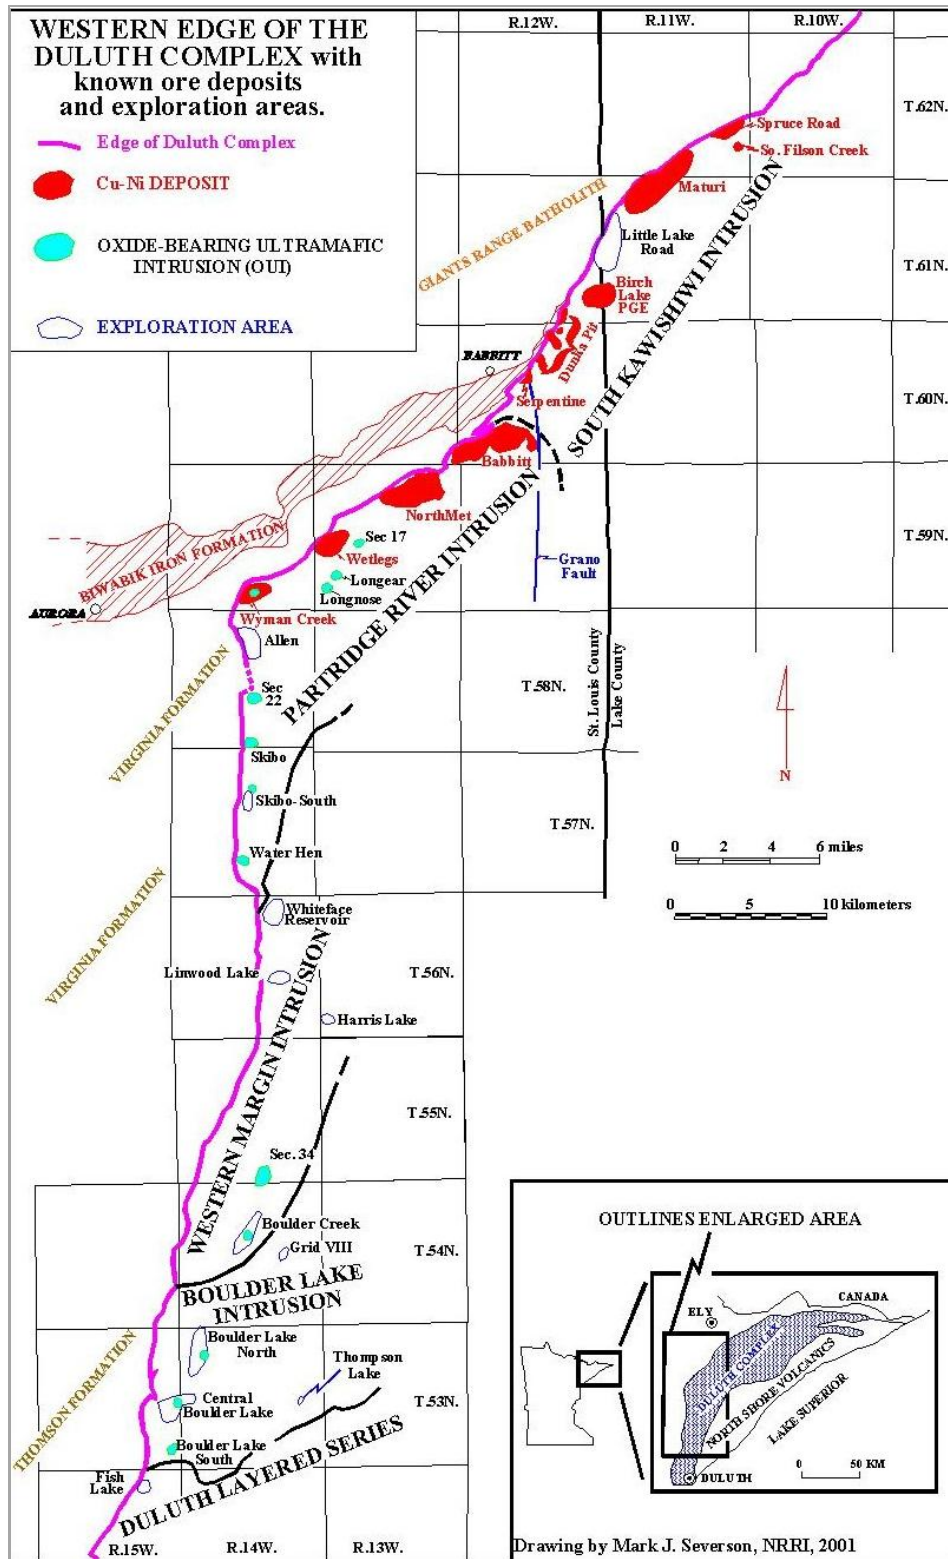 WESTERN EDGE OF THE
DULUTH COMPLEX with
known ore deposits
and exploration areas.
Edge of Duluth Complex
Cu-Ni DEPOSIT
OXIDE-BEARING ULTRAMAFIC
INTRUSION (OUI)
EXPLORATION AREA
R.12W.
R.11W.
R.10W.
T.62N.
Spruce Road
So. Filson Creek
Maturi
GIANTS RANGE BATHOLITH
Little Lake
Road
T.61N.
Birch
Lake
PGE
SOUTH KAWISHIWI INTRUSION
Dunka Pit
BABBITT
Serpentine
T.60N.
Babbitt
NorthMet
PARTRIDGE RIVER INTRUSION
Sec 17
T.59N.
BIWABIK IRON FORMATION
Wetlegs
Grano
Fault
Longear
Longnose
AURORA
Wyman Creek
Allen
St. Louis County
Lake County
VIRGINIA FORMATION
Sec
22
T.58N.
Skibo
N
Skibo-South
T.57N.
0 2 4 6 miles
Water Hen
0 5 10 kilometers
VIRGINIA FORMATION
Whiteface
Reservoir
Linwood Lake
T.56N.
Harris Lake
WESTERN MARGIN INTRUSION
T.55N.
Sec. 34
Boulder Creek
Grid VIII
T.54N.
BOULDER LAKE
INTRUSION
Boulder Lake
North
Thompson
Lake
THOMSON FORMATION
Central
Boulder Lake
T.53N.
Boulder Lake
South
DULUTH LAYERED SERIES
Fish
Lake
R.15W.
R.14W.
R.13W.
OUTLINES ENLARGED AREA
CANADA
ELY
DULUTH COMPLEX
NORTH SHORE VOLCANICS
LAKE SUPERIOR
0 50 KM
DULUTH
Drawing by Mark J. Severson, NRRI, 2001